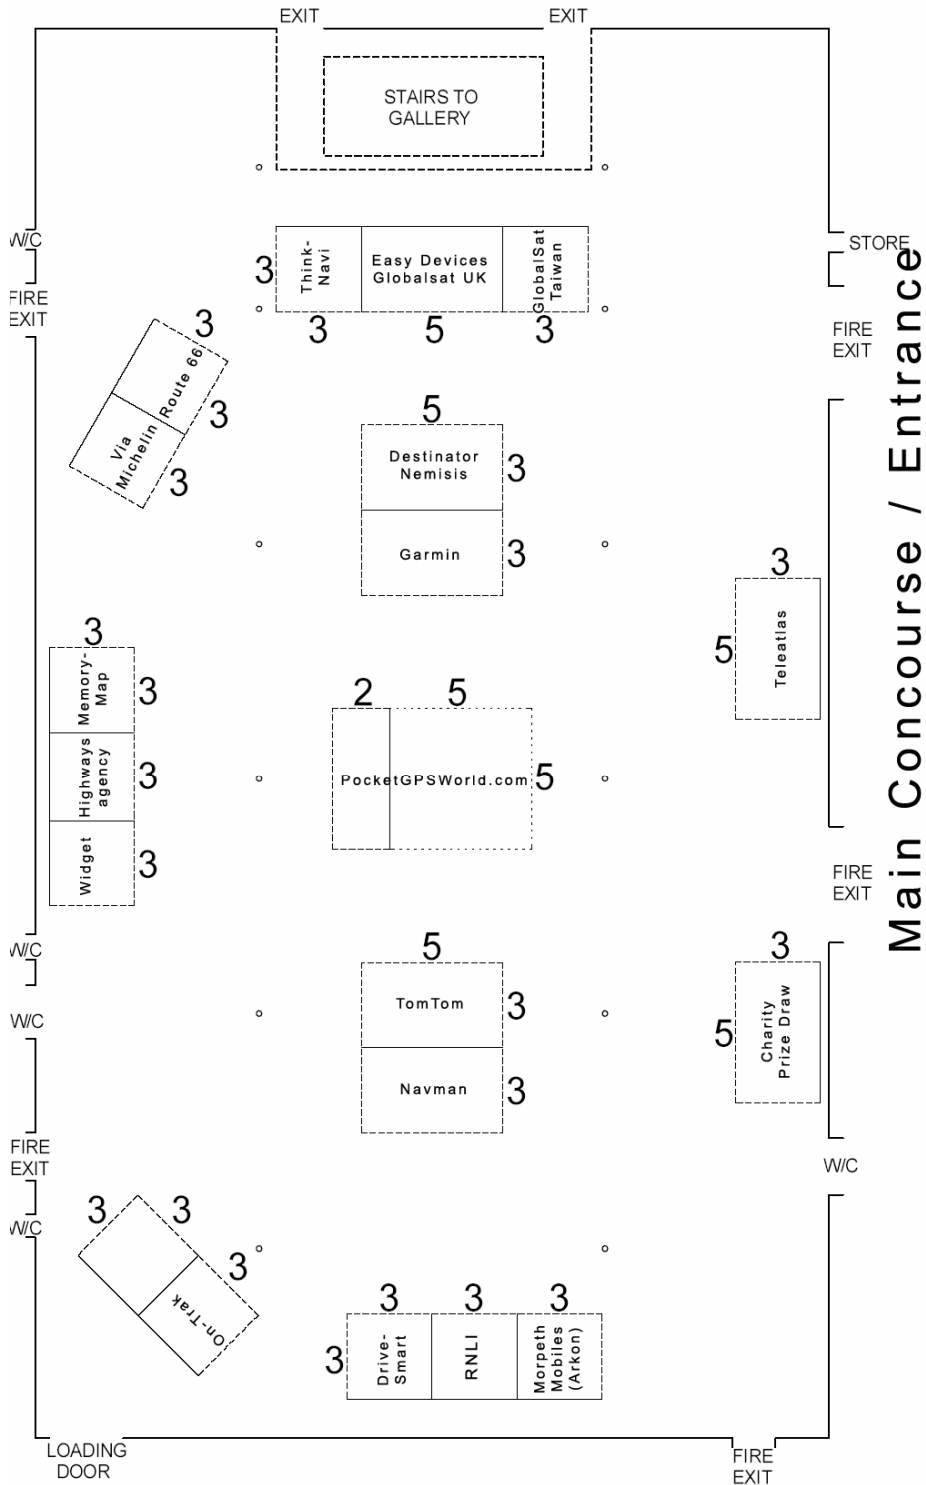 EXIT
EXIT
STAIRS TO
GALLERY
W/C
STORE
Think-
Navi
Easy Devices
Globalsat UK
GlobalSat
Taiwan
3
3
5
3
FIRE
EXIT
FIRE
EXIT
Main Concourse / Entrance
3
Route 66
3
Via
Michelin
3
5
Destinator
Nemisis
3
Garmin
3
3
5
Teleatlas
3
Memory-
Map
3
Highways
agency
3
Widget
3
2
5
PocketGPSWorld.com
5
FIRE
EXIT
W/C
5
TomTom
3
Navman
3
3
5
Charity
Prize Draw
W/C
FIRE
EXIT
W/C
W/C
3
3
3
On-Trak
3
3
3
3
Drive-
Smart
RNLI
Morpeth
Mobiles
(Arkon)
LOADING
DOOR
FIRE
EXIT